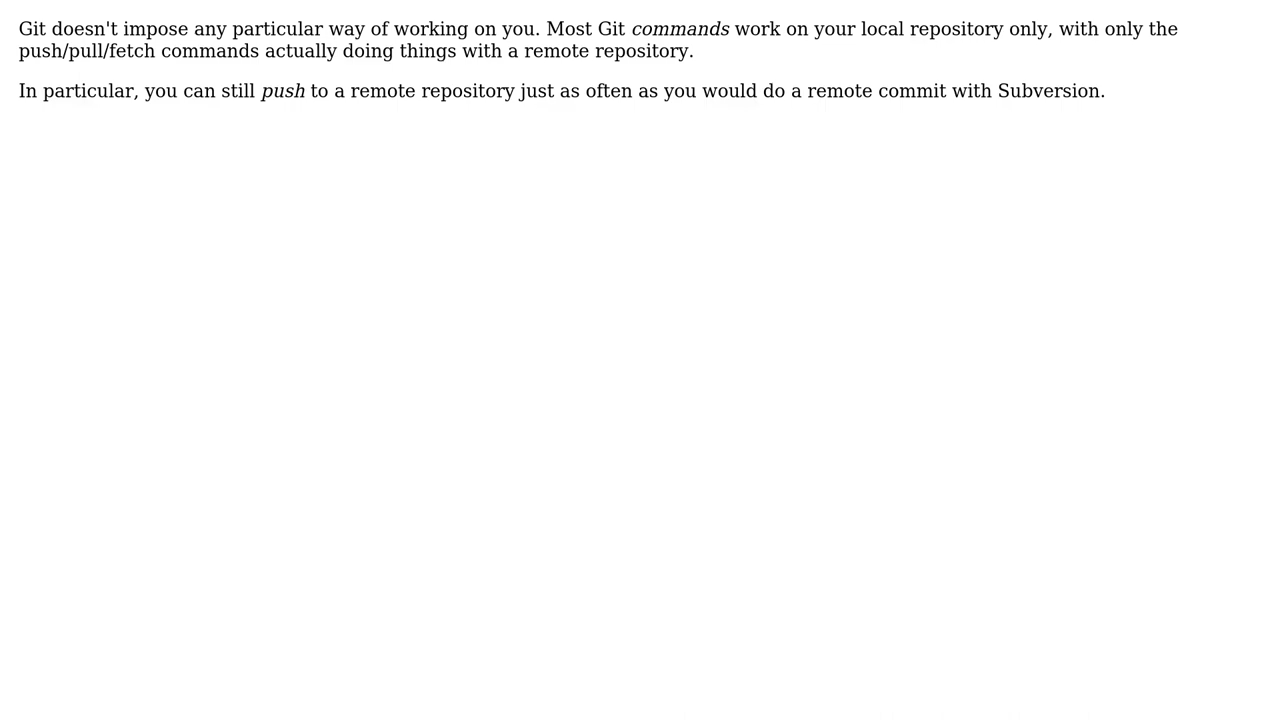 Git doesn't impose any particular way of working on you. Most Git commands work on your local repository only, with only the
push/pull/fetch commands actually doing things with a remote repository.
In particular, you can still push to a remote repository just as often as you would do a remote commit with Subversion.